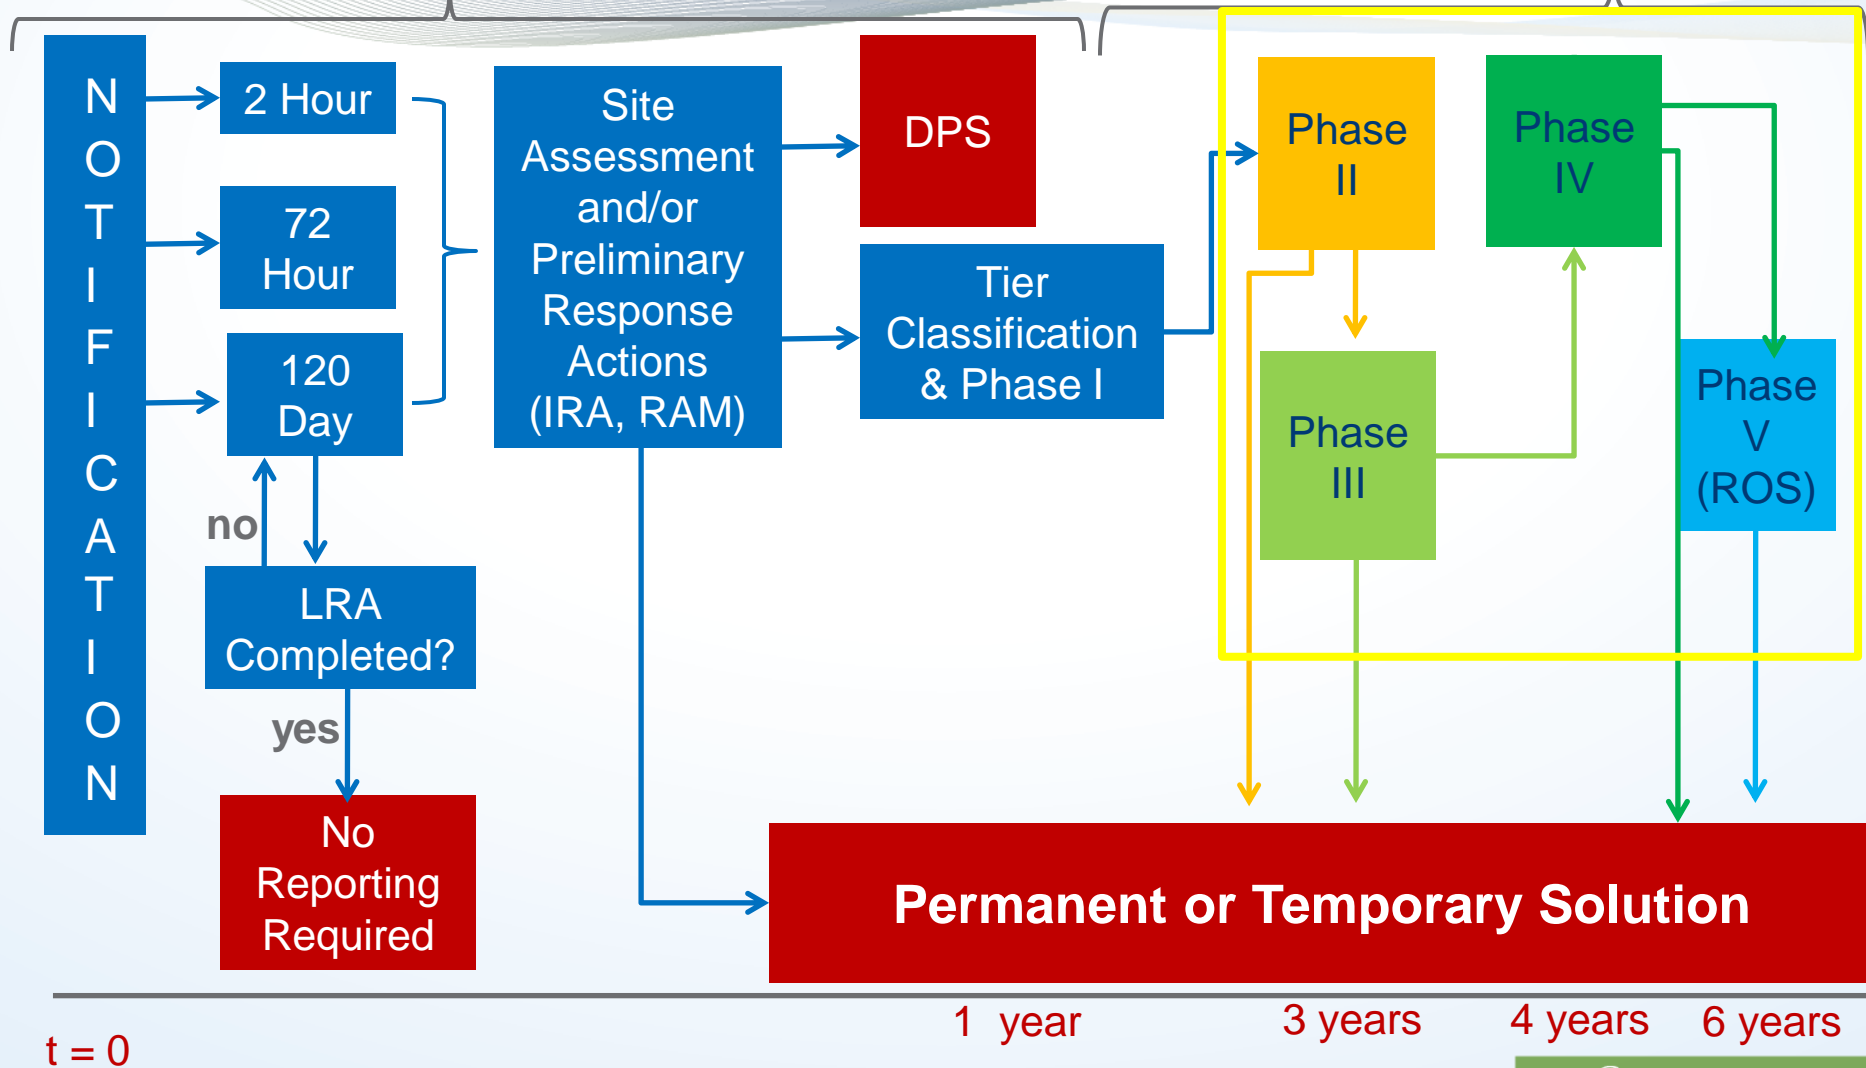 N
O
T
I
F
I
C
A
T
I
O
N
2 Hour
72
Hour
120
Day
no
LRA
Completed?
yes
No
Reporting
Required
Site
Assessment
and/or
Preliminary
Response
Actions
(IRA, RAM)
DPS
Tier
Classification
& Phase I
Phase
II
Phase
III
Phase
IV
Phase
V
(ROS)
Permanent or Temporary Solution
t = 0
1 year
3 years
4 years
6 years